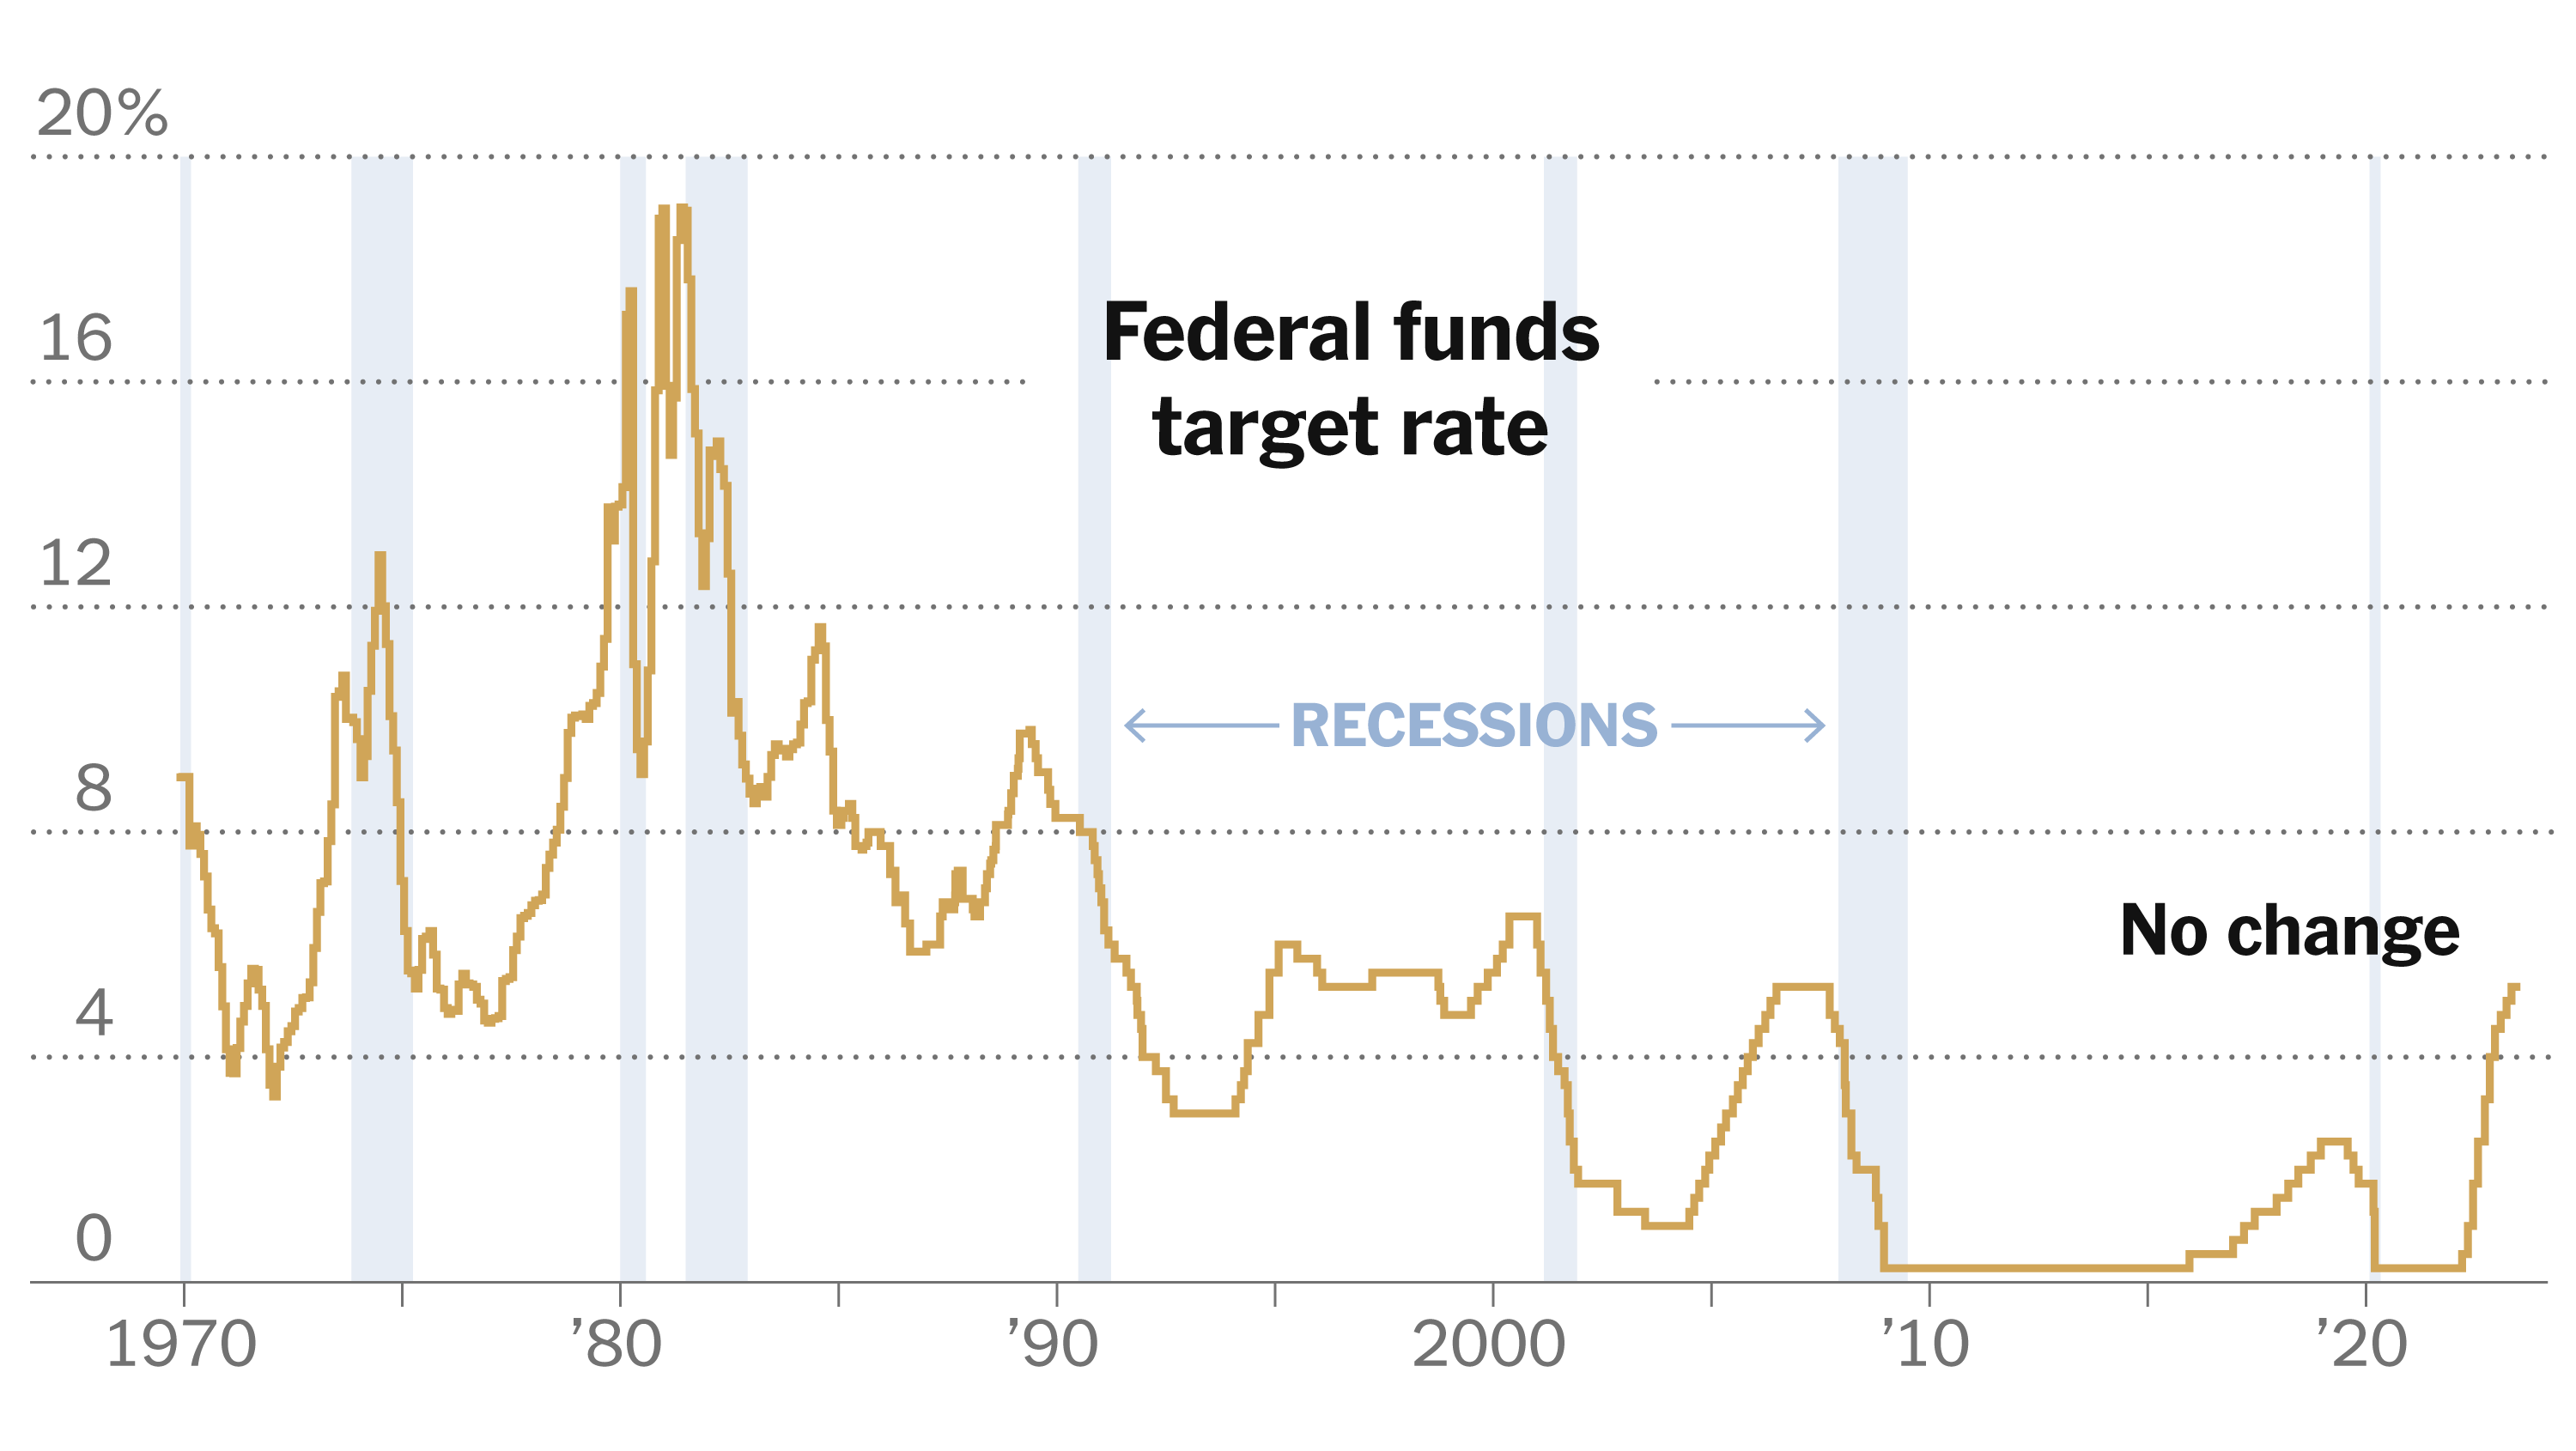 20%
16
12
8
4
0
Federal funds
target rate
RECESSIONS
No change
1970 ’80 ’90 2000 ’10 ’20